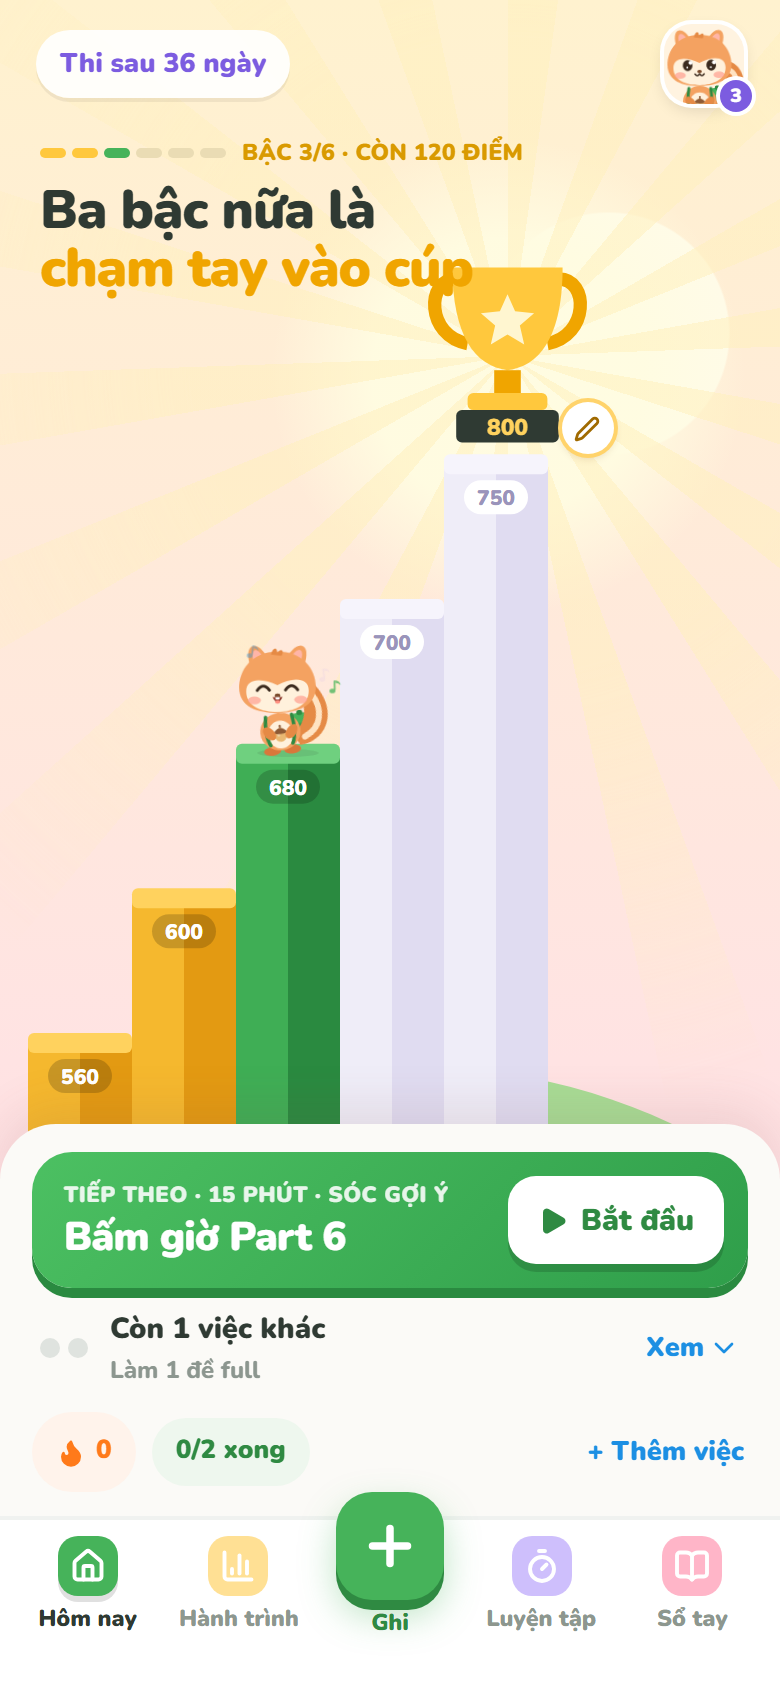 Thi sau 36 ngày
3
BẬC 3/6 · CÒN 120 ĐIỂM
Ba bậc nữa là
chạm tay vào cúp
800
750
700
680
600
560
TIẾP THEO · 15 PHÚT · SÓC GỢI Ý
Bấm giờ Part 6
Bắt đầu
Còn 1 việc khác
Làm 1 đề full
Xem
0
0/2 xong
+ Thêm việc
Hôm nay
Hành trình
Ghi
Luyện tập
Sổ tay